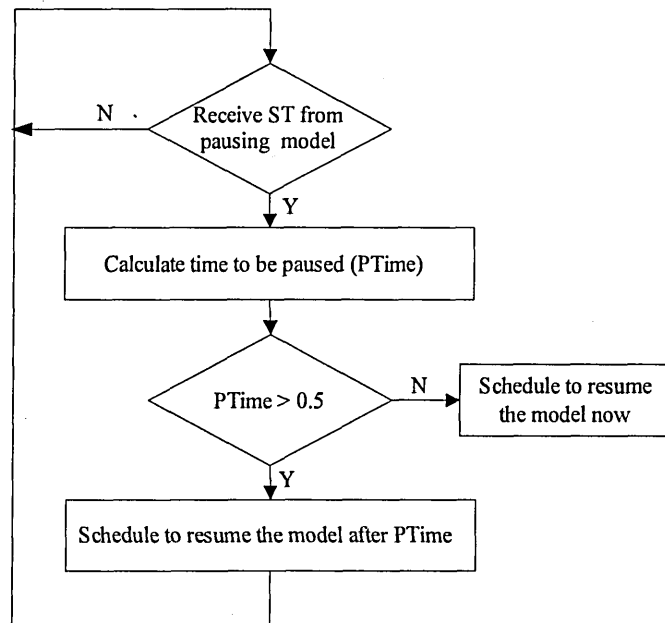 Receive ST from
pausing model
N
Y
Calculate time to be paused (PTime)
PTime > 0.5
N
Schedule to resume
the model now
Y
Schedule to resume the model after PTime